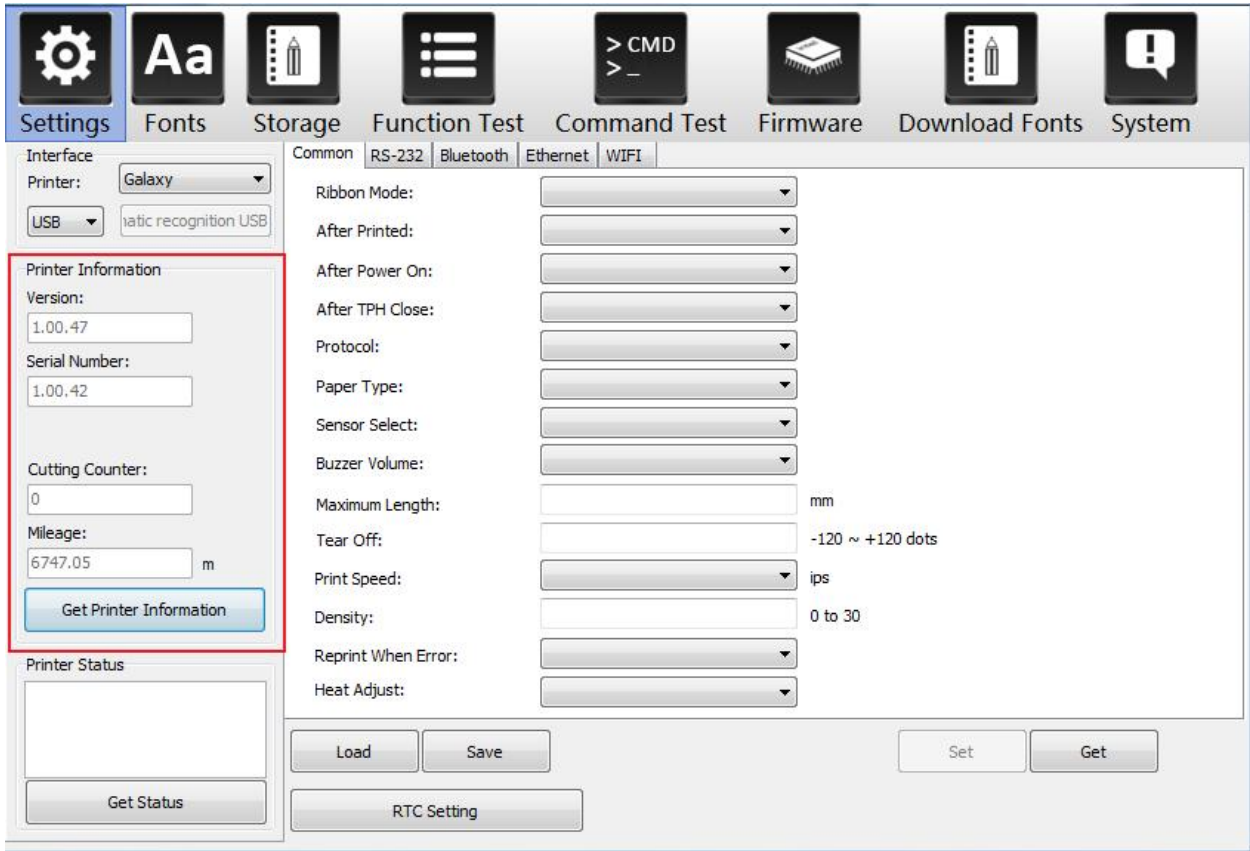 Aa
> CMD
> _
Settings Fonts Storage Function Test Command Test Firmware Download Fonts System
Interface
Printer: Galaxy
USB natic recognition USB
Printer Information
Version:
1.00.47
Serial Number:
1.00.42
Cutting Counter:
0
Mileage:
6747.05 m
Get Printer Information
Printer Status
Get Status
Common RS-232 Bluetooth Ethernet WIFI
Ribbon Mode:
After Printed:
After Power On:
After TPH Close:
Protocol:
Paper Type:
Sensor Select:
Buzzer Volume:
Maximum Length: mm
Tear Off: -120 ~ +120 dots
Print Speed: ips
Density: 0 to 30
Reprint When Error:
Heat Adjust:
Load Save Set Get
RTC Setting